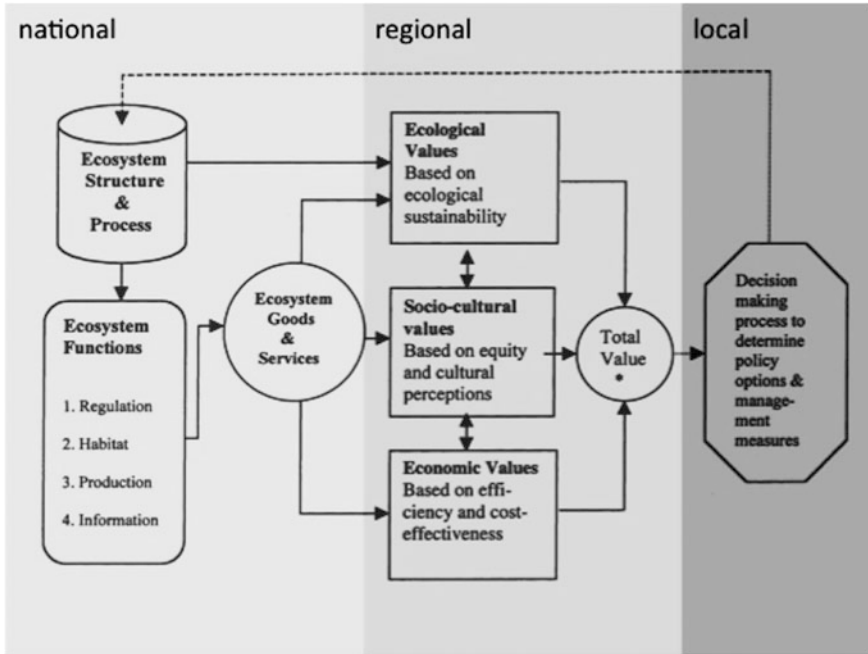 national
regional
local
Ecosystem
Structure
&
Process
Ecosystem
Functions
1. Regulation
2. Habitat
3. Production
4. Information
Ecosystem
Goods
&
Services
Ecological
Values
Based on
ecological
sustainability
Socio-cultural
values
Based on equity
and cultural
perceptions
Economic Values
Based on effi-
ciency and cost-
effectiveness
Total
Value
Decision
making
process to
determine
policy
options &
manage-
ment
measures